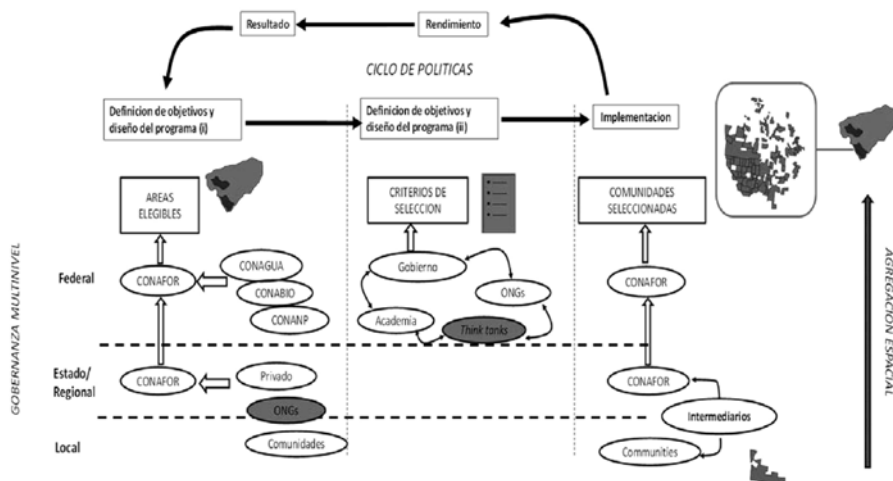 Resultado
Rendimiento
CICLO DE POLITICAS
Definicion de objetivos y
diseño del programa (i)
Definicion de objetivos y
diseño del programa (ii)
Implementacion
AREAS
ELEGIBLES
CRITERIOS DE
SELECCION
COMUNIDADES
SELECCIONADAS
GOBERNANZA MULTINIVEL
Federal
CONAFOR
CONAGUA
CONABIO
CONANP
Gobierno
ONGs
Academia
Think tanks
CONAFOR
Estado/
Regional
CONAFOR
Privado
ONGs
CONAFOR
Intermediarios
Local
Comunidades
Communities
AGREGACION ESPACIAL